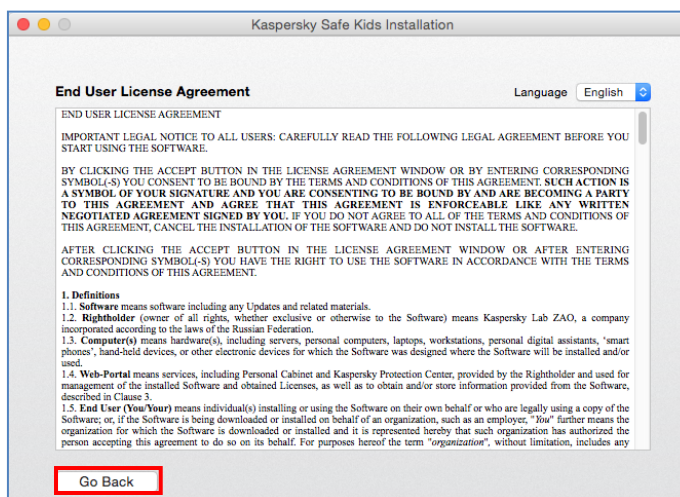 Kaspersky Safe Kids Installation
End User License Agreement
Language English
END USER LICENSE AGREEMENT
IMPORTANT LEGAL NOTICE TO ALL USERS: CAREFULLY READ THE FOLLOWING LEGAL AGREEMENT BEFORE YOU
START USING THE SOFTWARE.
BY CLICKING THE ACCEPT BUTTON IN THE LICENSE AGREEMENT WINDOW OR BY ENTERING CORRESPONDING
SYMBOL(-S) YOU CONSENT TO BE BOUND BY THE TERMS AND CONDITIONS OF THIS AGREEMENT. SUCH ACTION IS
A SYMBOL OF YOUR SIGNATURE AND YOU ARE CONSENTING TO BE BOUND BY AND ARE BECOMING A PARTY
TO THIS AGREEMENT AND AGREE THAT THIS AGREEMENT IS ENFORCEABLE LIKE ANY WRITTEN
NEGOTIATED AGREEMENT SIGNED BY YOU. IF YOU DO NOT AGREE TO ALL OF THE TERMS AND CONDITIONS OF
THIS AGREEMENT, CANCEL THE INSTALLATION OF THE SOFTWARE AND DO NOT INSTALL THE SOFTWARE.
AFTER CLICKING THE ACCEPT BUTTON IN THE LICENSE AGREEMENT WINDOW OR AFTER ENTERING
CORRESPONDING SYMBOL(-S) YOU HAVE THE RIGHT TO USE THE SOFTWARE IN ACCORDANCE WITH THE TERMS
AND CONDITIONS OF THIS AGREEMENT.
1. Definitions
1.1. Software means software including any Updates and related materials.
1.2. Rightholder (owner of all rights, whether exclusive or otherwise to the Software) means Kaspersky Lab ZAO, a company
incorporated according to the laws of the Russian Federation.
1.3. Computer(s) means hardware(s), including servers, personal computers, laptops, workstations, personal digital assistants, 'smart
phones', hand-held devices, or other electronic devices for which the Software was designed where the Software will be installed and/or
used.
1.4. Web-Portal means services, including Personal Cabinet and Kaspersky Protection Center, provided by the Rightholder and used for
management of the installed Software and obtained Licenses, as well as to obtain and/or store information provided from the Software,
described in Clause 3.
1.5. End User (You/Your) means individual(s) installing or using the Software on their own behalf or who are legally using a copy of the
Software; or, if the Software is being downloaded or installed on behalf of an organization, such as an employer, "You" further means the
organization for which the Software is downloaded or installed and it is represented hereby that such organization has authorized the
person accepting this agreement to do so on its behalf. For purposes hereof the term "organization", without limitation, includes any
Go Back